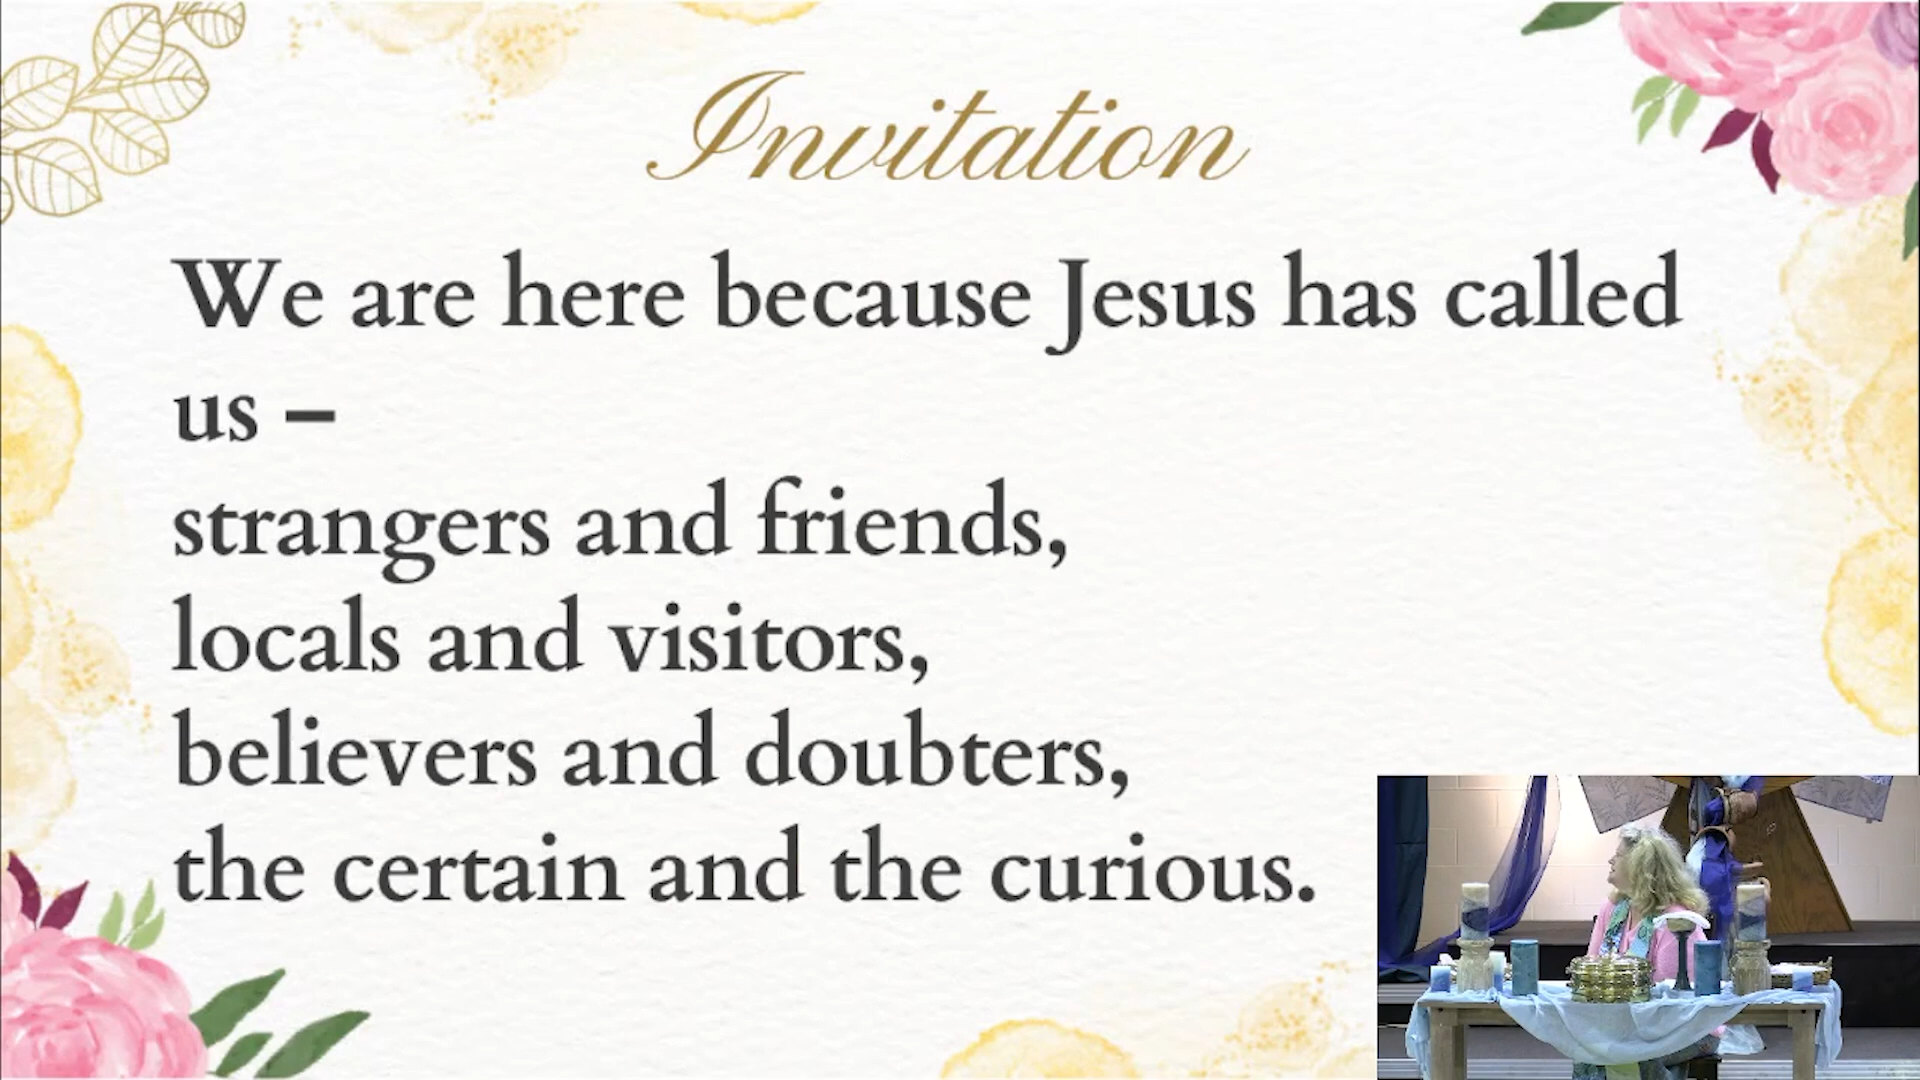 Invitation
We are here because Jesus has called
us –
strangers and friends,
locals and visitors,
believers and doubters,
the certain and the curious.